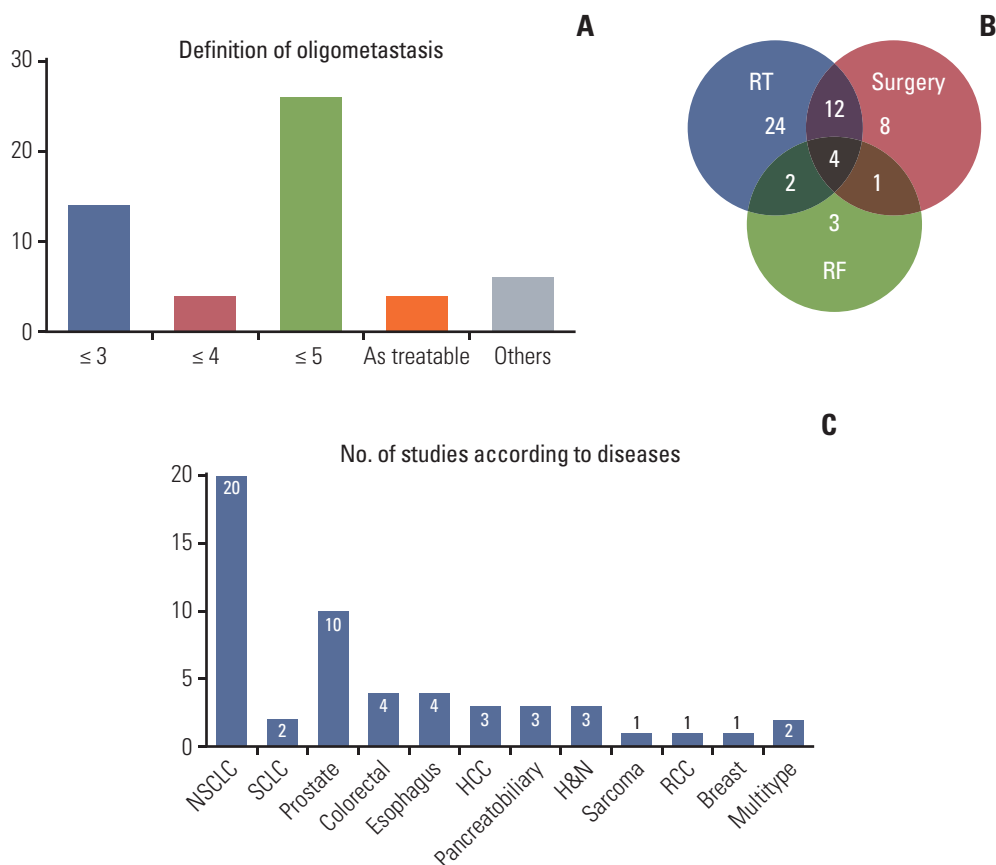 A
Definition of oligometastasis
30
20
10
0
≤ 3
≤ 4
≤ 5
As treatable
Others
B
RT
Surgery
24
12
8
4
2
1
3
RF
C
No. of studies according to diseases
20
15
10
5
0
20
2
10
4
4
3
3
3
1
1
1
2
NSCLC
SCLC
Prostate
Colorectal
Esophagus
HCC
Pancreatobiliary
H&N
Sarcoma
RCC
Breast
Multitype